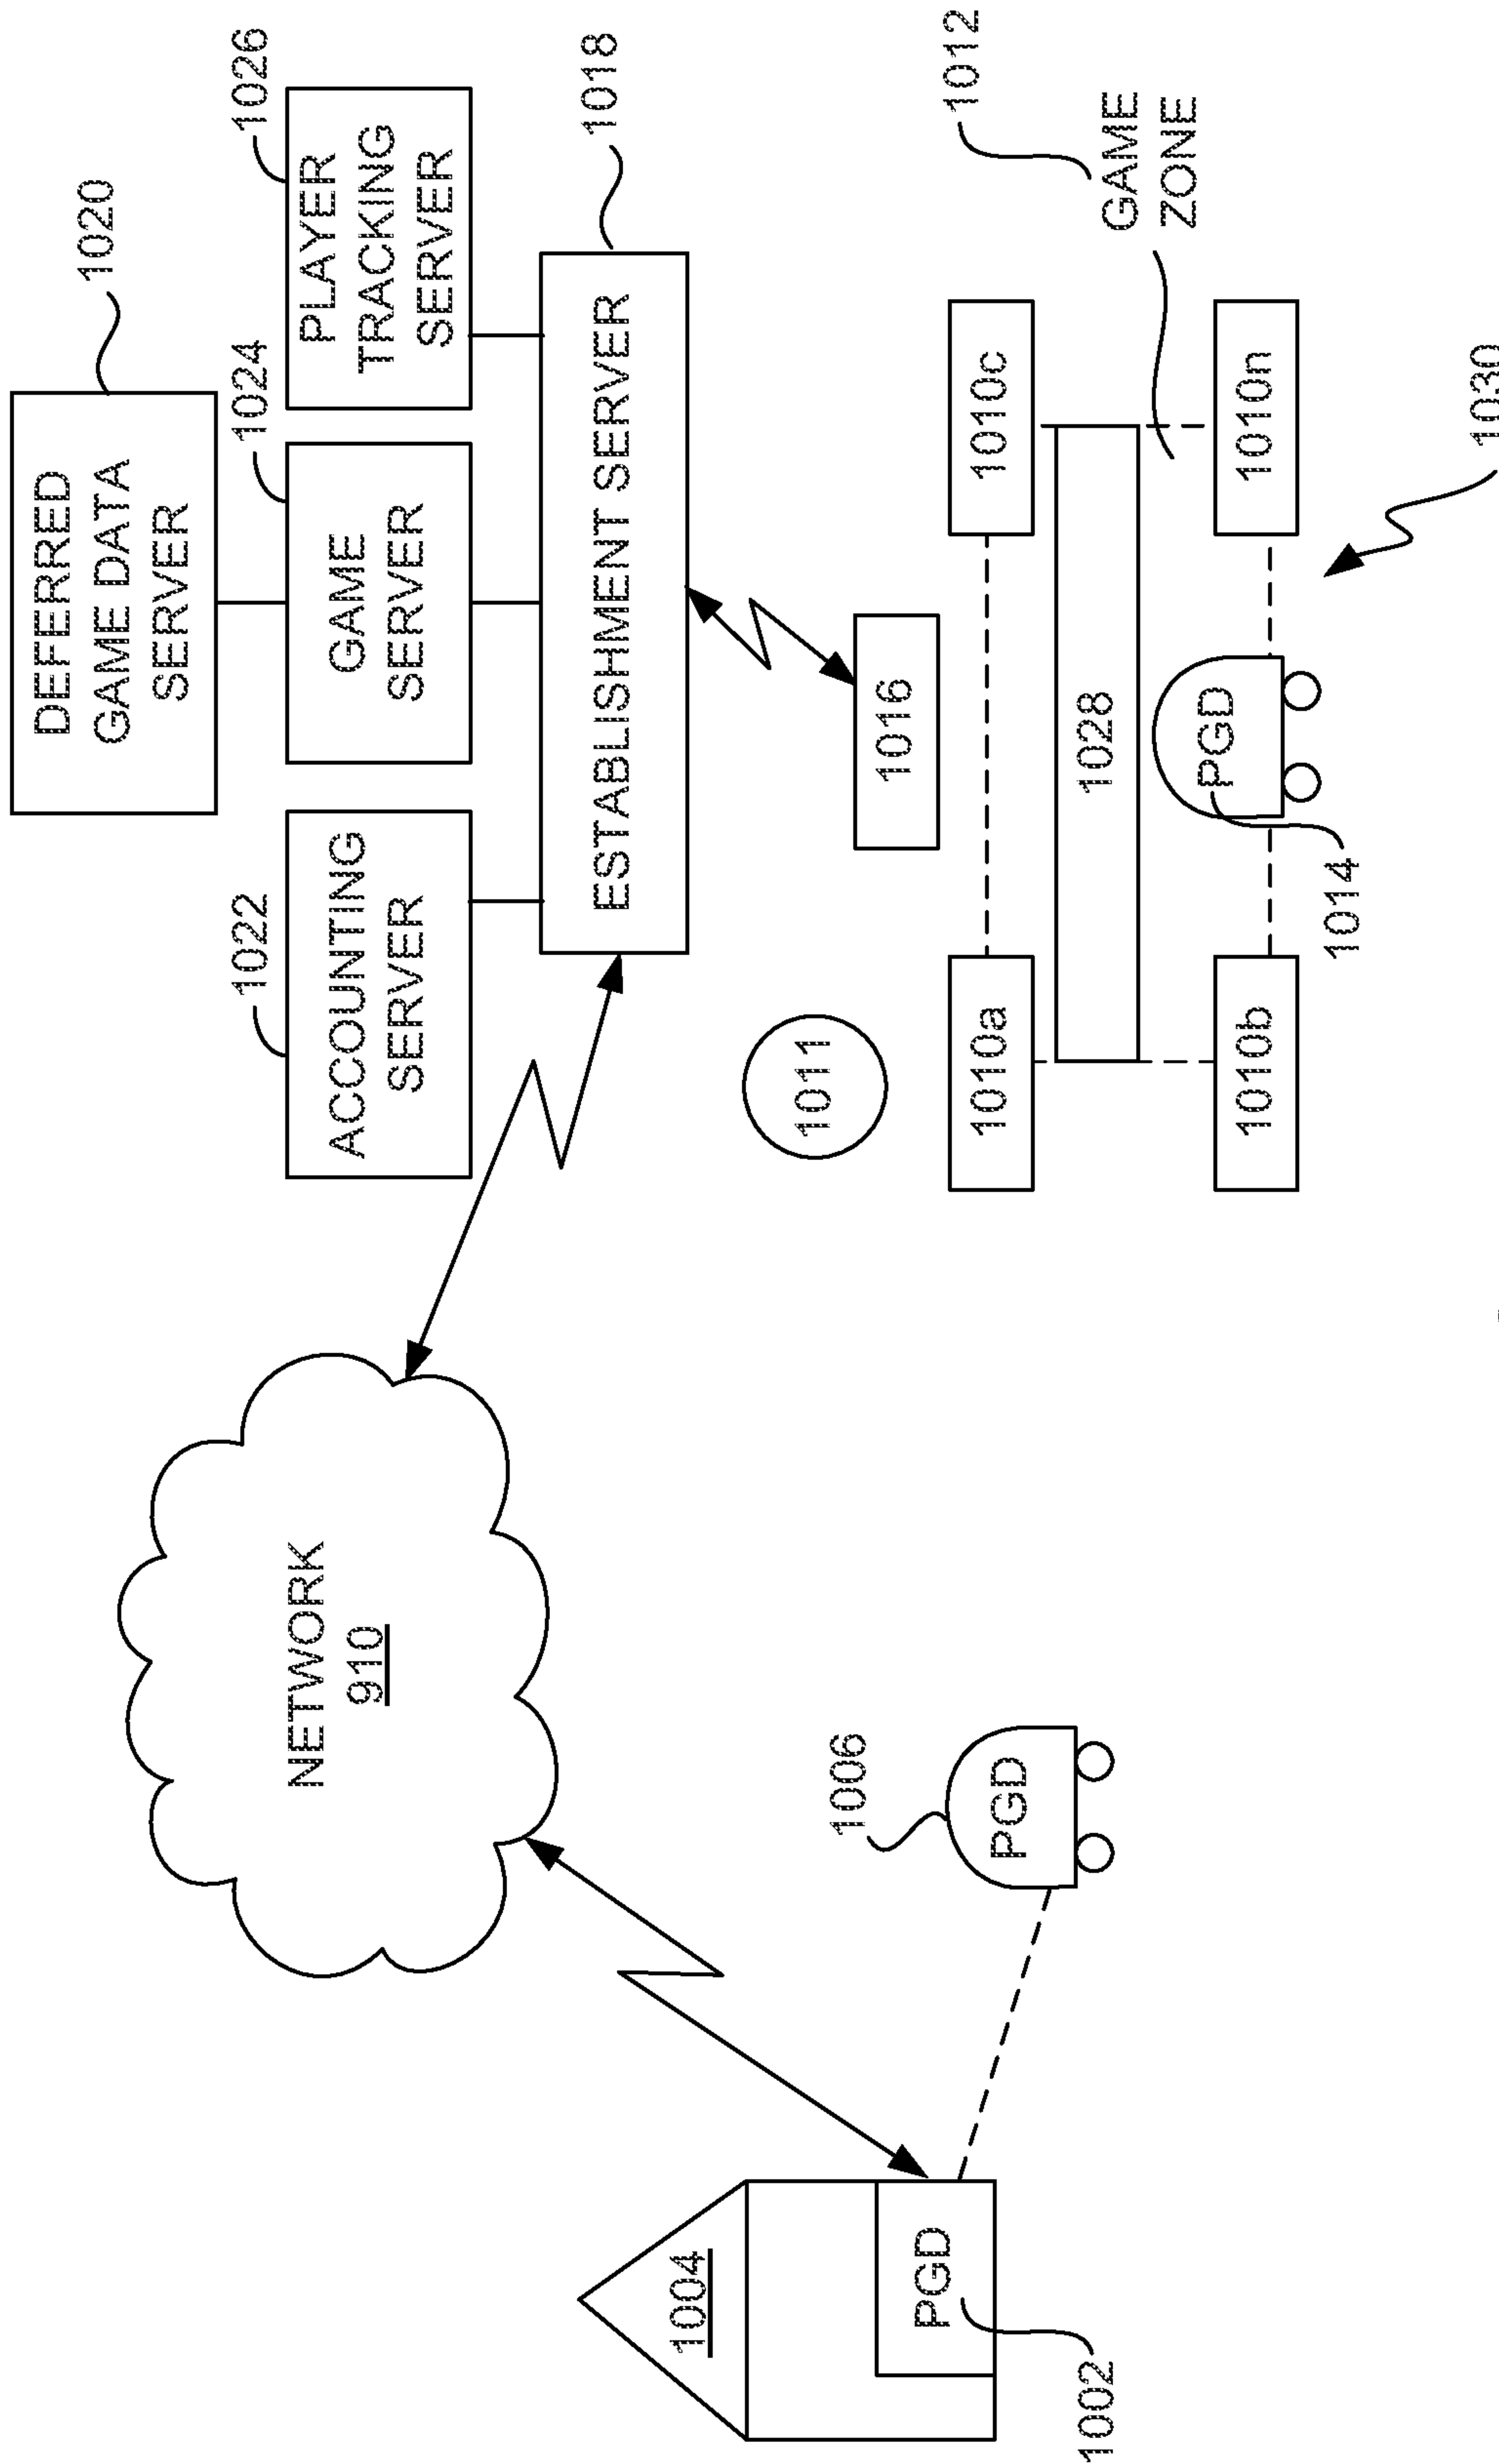 DEFERRED
GAME DATA
SERVER
1020
1022
ACCOUNTING
SERVER
1024
GAME
SERVER
1026
PLAYER
TRACKING
SERVER
ESTABLISHMENT SERVER
1018
NETWORK
910
1004
PGD
1002
1006
PGD
1011
1016
1010a
1010c
1028
1012
GAME
ZONE
PGD
1010b
1010n
1014
1030